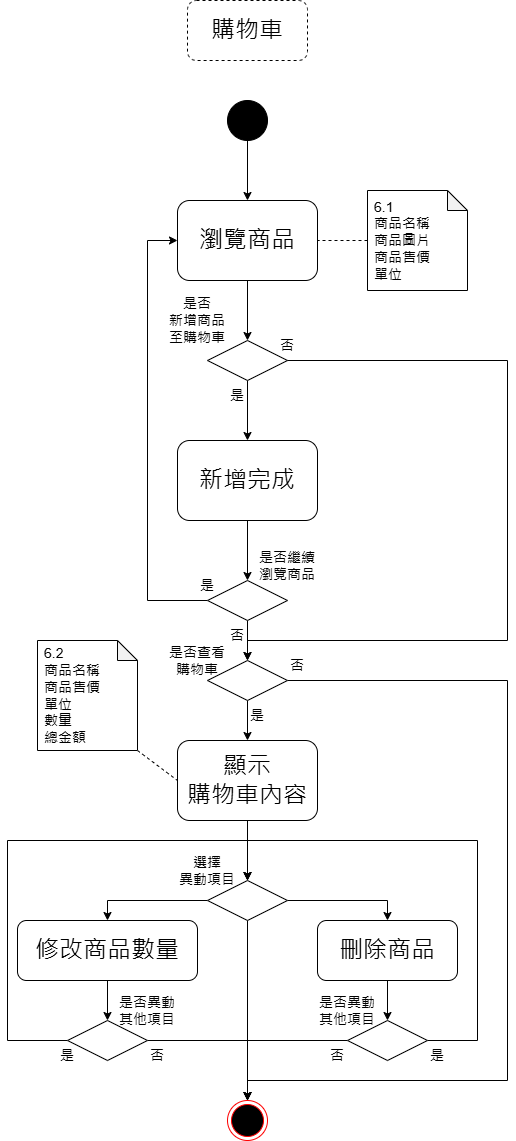 購物車
瀏覽商品
6.1
商品名稱
商品圖片
商品售價
單位
是否
新增商品
至購物車
否
是
新增完成
是否繼續
瀏覽商品
是
否
是否查看
購物車
否
是
6.2
商品名稱
商品售價
單位
數量
總金額
顯示
購物車內容
選擇
異動項目
修改商品數量
刪除商品
是否異動
其他項目
是否異動
其他項目
是
否
否
是